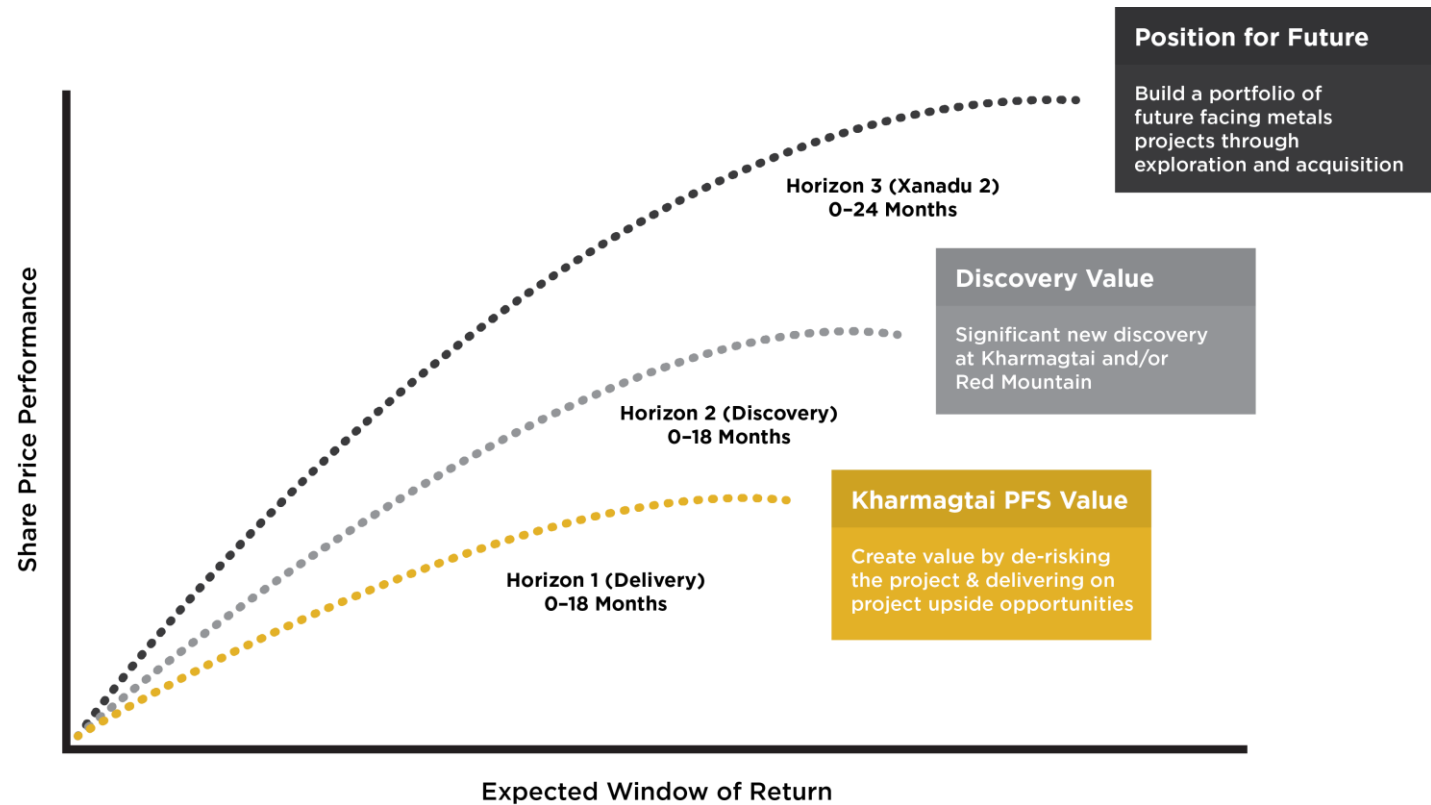 Position for Future
Build a portfolio of
future facing metals
projects through
exploration and acquisition
Horizon 3 (Xanadu 2)
0–24 Months
Discovery Value
Significant new discovery
at Kharmagtai and/or
Red Mountain
Horizon 2 (Discovery)
0–18 Months
Kharmagtai PFS Value
Create value by de-risking
the project & delivering on
project upside opportunities
Horizon 1 (Delivery)
0–18 Months
Share Price Performance
Expected Window of Return